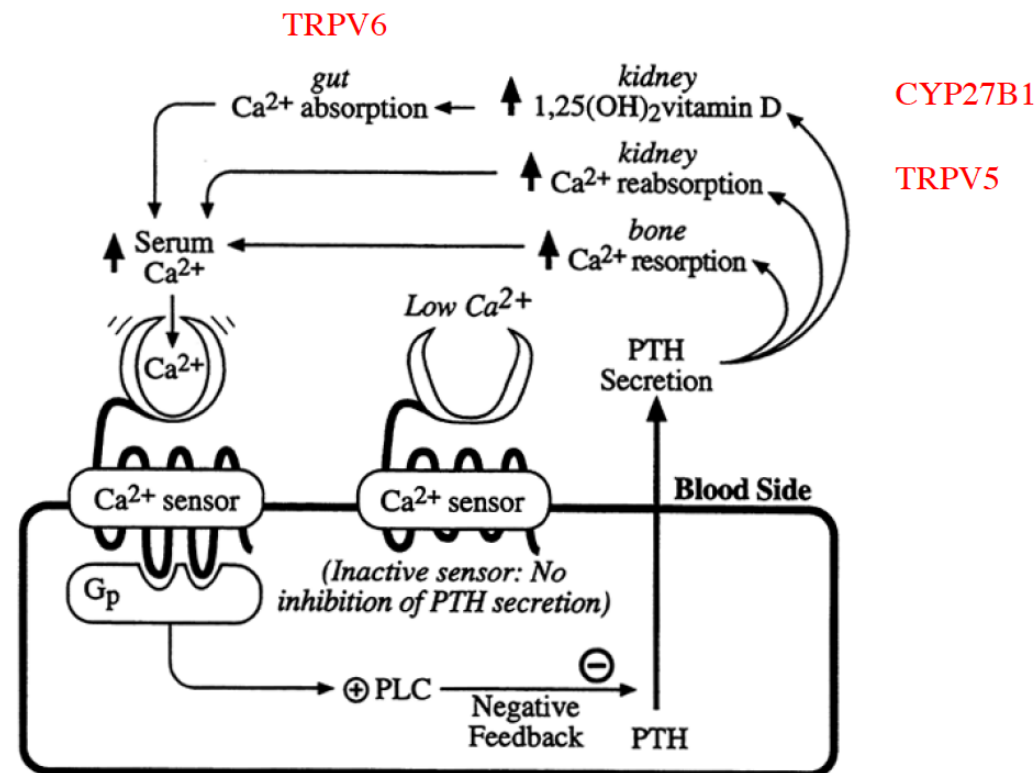 TRPV6
gut
Ca2+ absorption
kidney
1,25(OH)2vitamin D
CYP27B1
kidney
Ca2+ reabsorption
TRPV5
bone
Ca2+ resorption
Serum
Ca2+
Low Ca2+
Ca2+
PTH
Secretion
Ca2+ sensor
Ca2+ sensor
Blood Side
(Inactive sensor: No
inhibition of PTH secretion)
Gp
+ PLC
−
Negative
Feedback
PTH